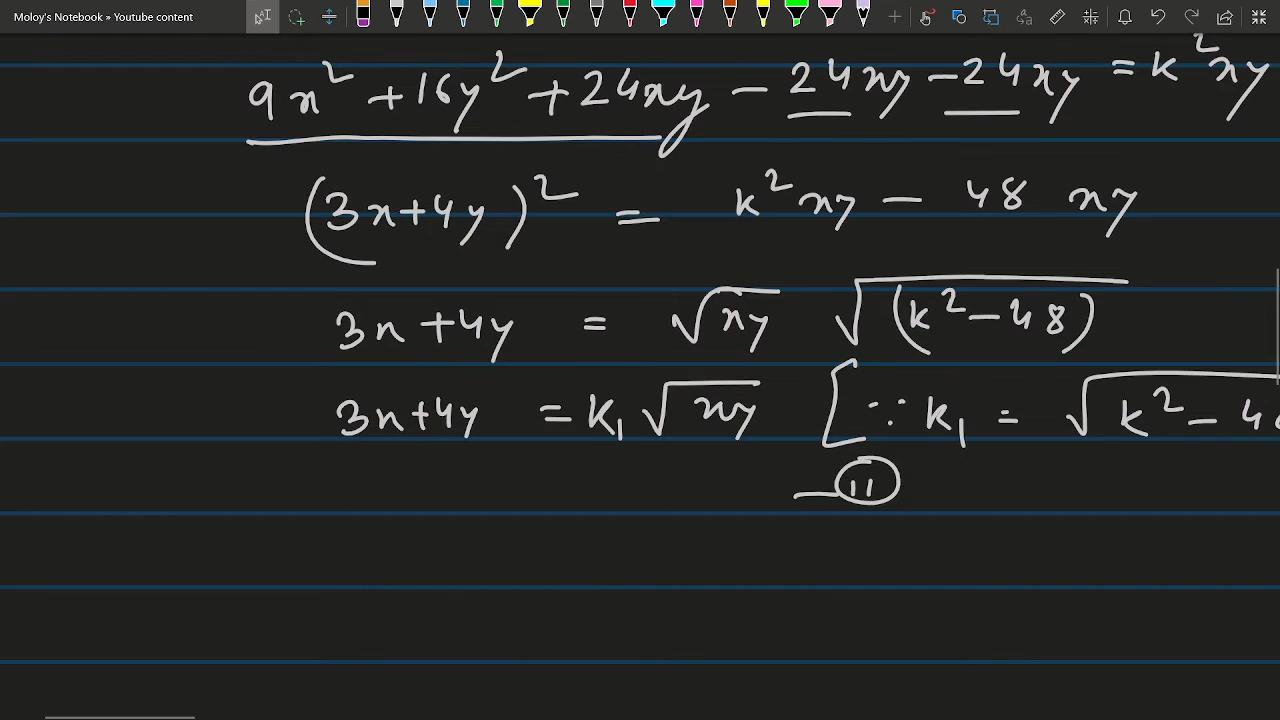 Moloy's Notebook » Youtube content
9x² + 16y² + 24xy − 24xy − 24xy = k²xy
(3x+4y)² = k²xy − 48 xy
3x + 4y = √xy √(k²−48)
3x+4y = K₁ √xy [∵ k₁ = √k² − 4
— (11)